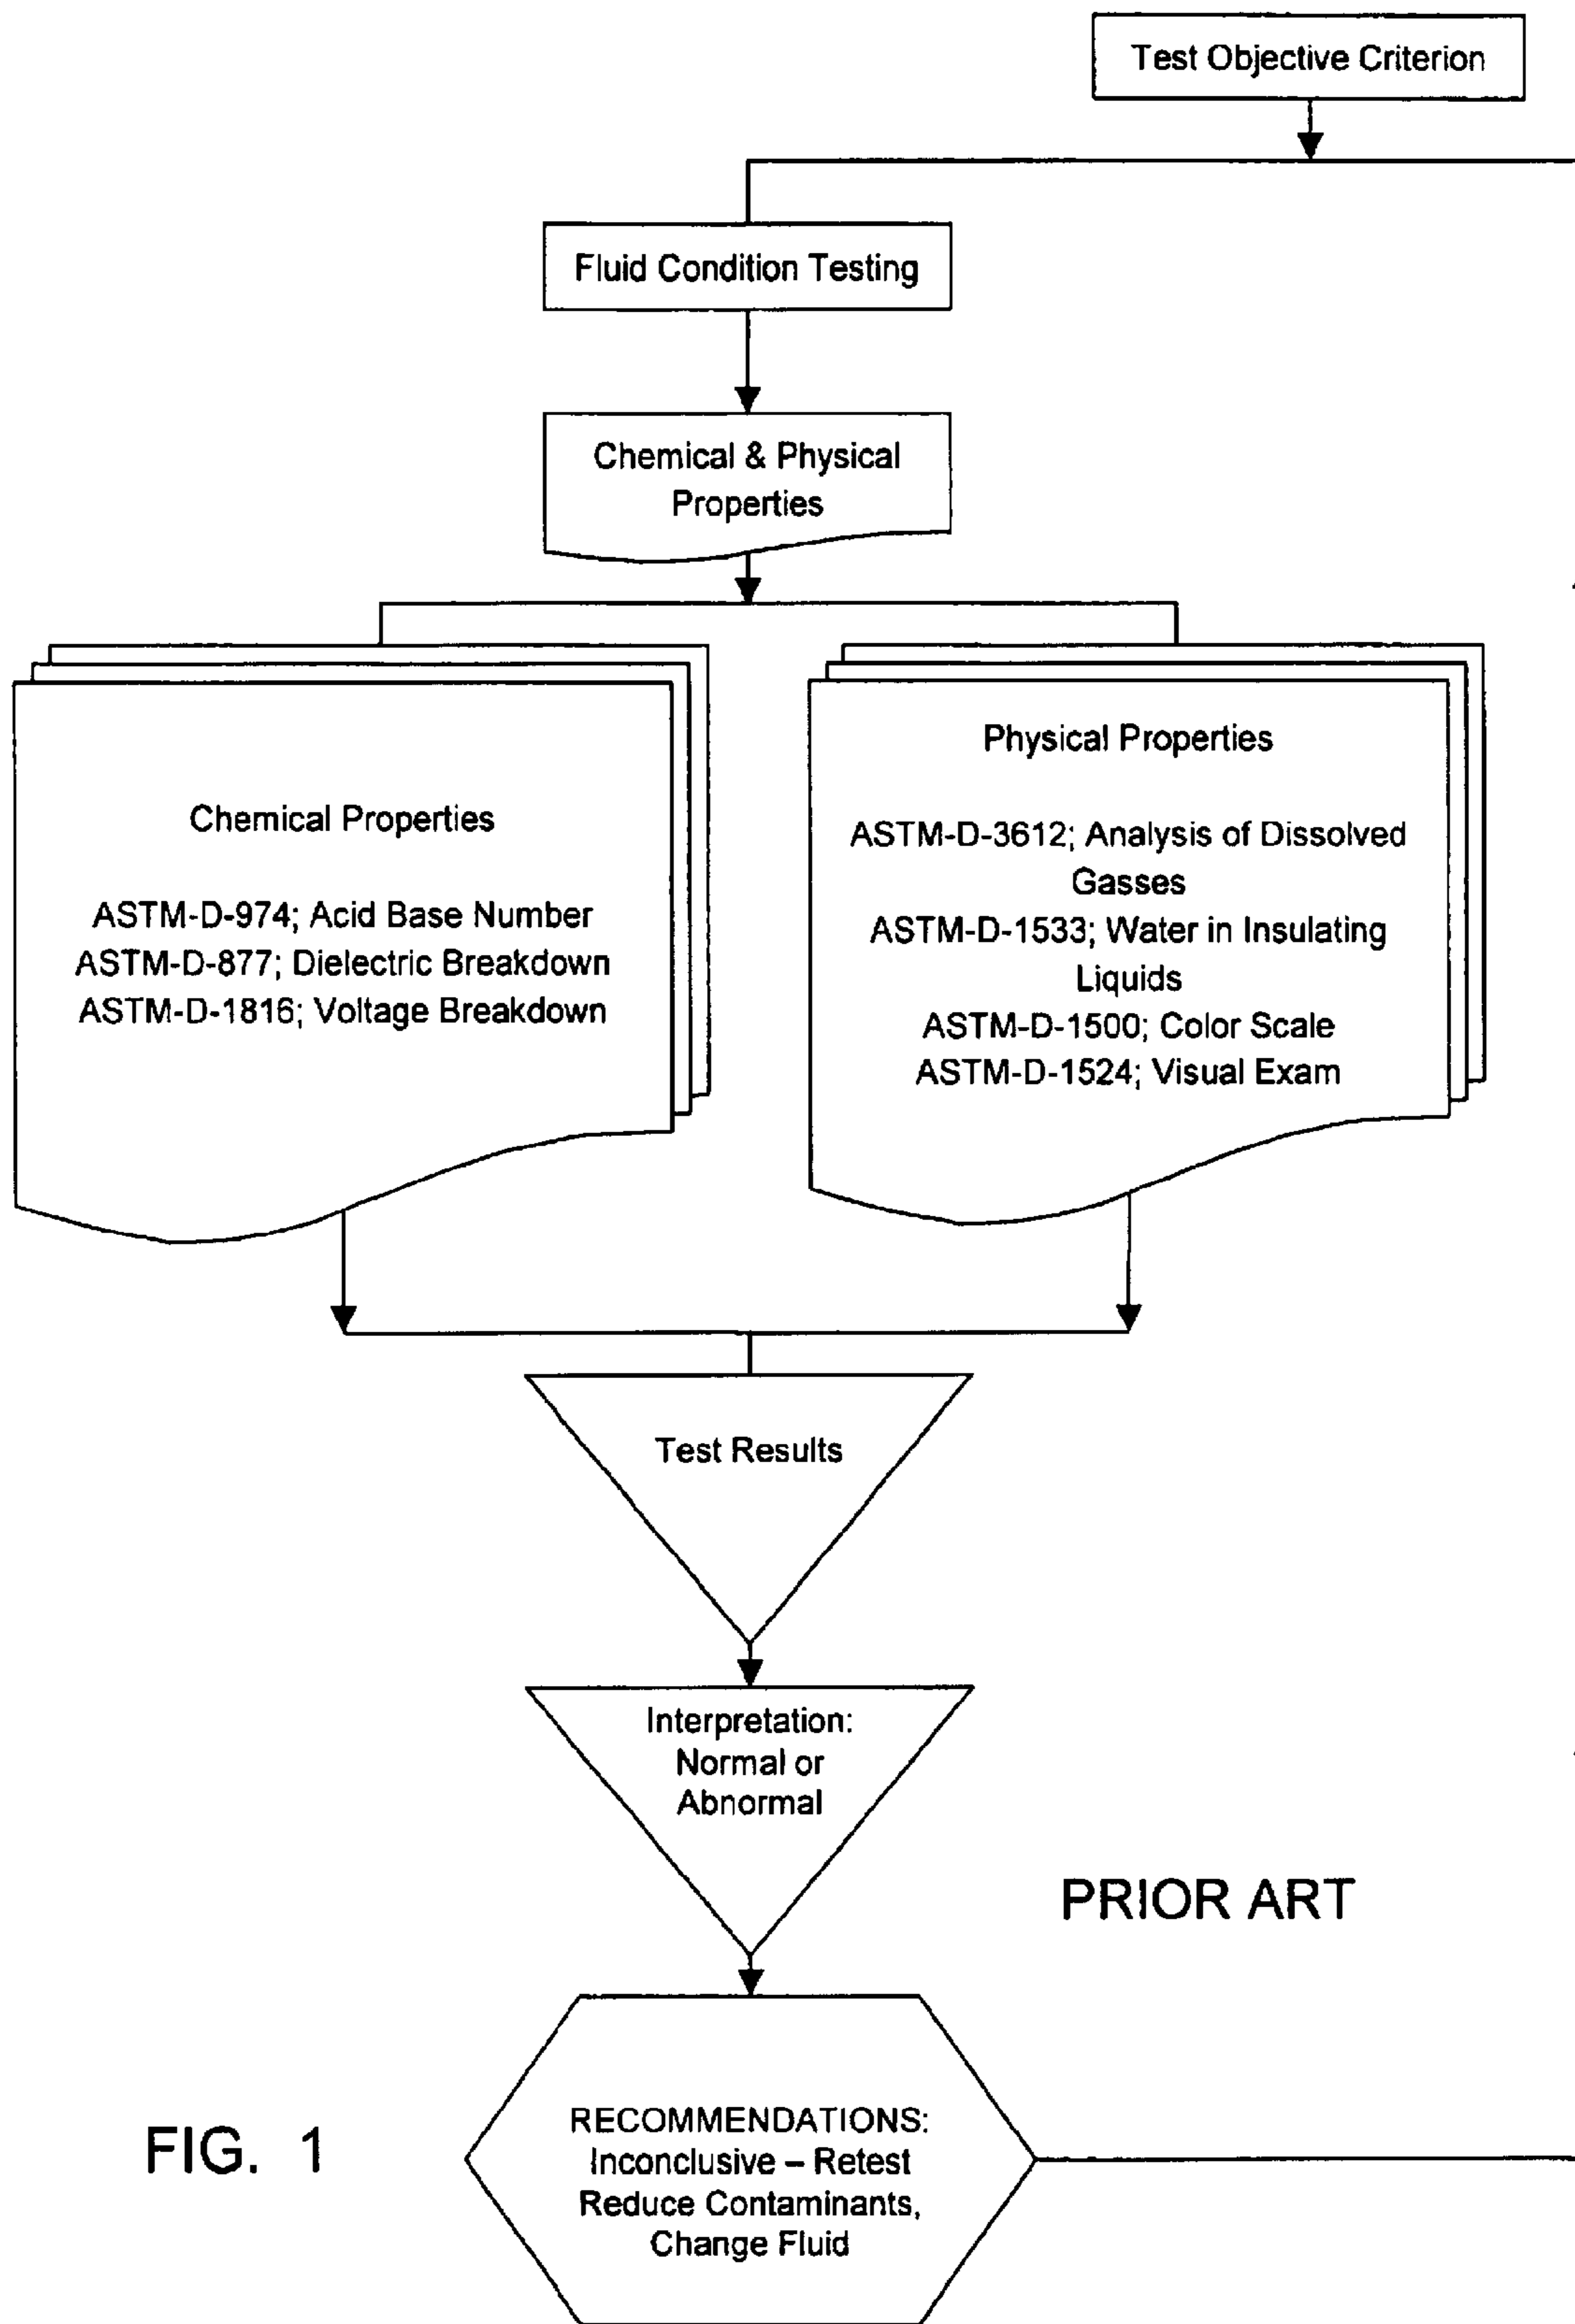 Test Objective Criterion
Fluid Condition Testing
Chemical & Physical
Properties
Chemical Properties
ASTM-D-974; Acid Base Number
ASTM-D-877; Dielectric Breakdown
ASTM-D-1816; Voltage Breakdown
Physical Properties
ASTM-D-3612; Analysis of Dissolved
Gasses
ASTM-D-1533; Water in Insulating
Liquids
ASTM-D-1500; Color Scale
ASTM-D-1524; Visual Exam
Test Results
Interpretation:
Normal or
Abnormal
PRIOR ART
RECOMMENDATIONS:
Inconclusive – Retest
Reduce Contaminants,
Change Fluid
FIG. 1